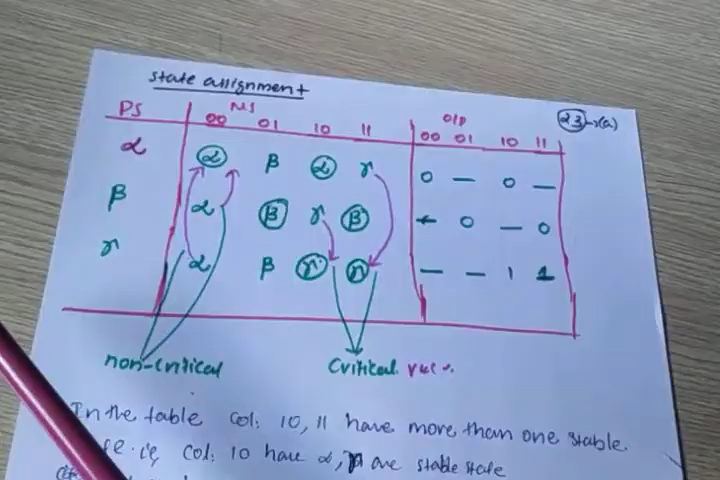 State assignment
PS NS O/P 23-(a)
00 01 10 11 00 01 10 11
α α β α r 0 — 0 —
β α β r β — 0 — 0
r α β r r — — 1 1
non-critical Critical
In the table Col: 10, 11 have more than one stable.
i.e, Col: 10 have α, r are stable state